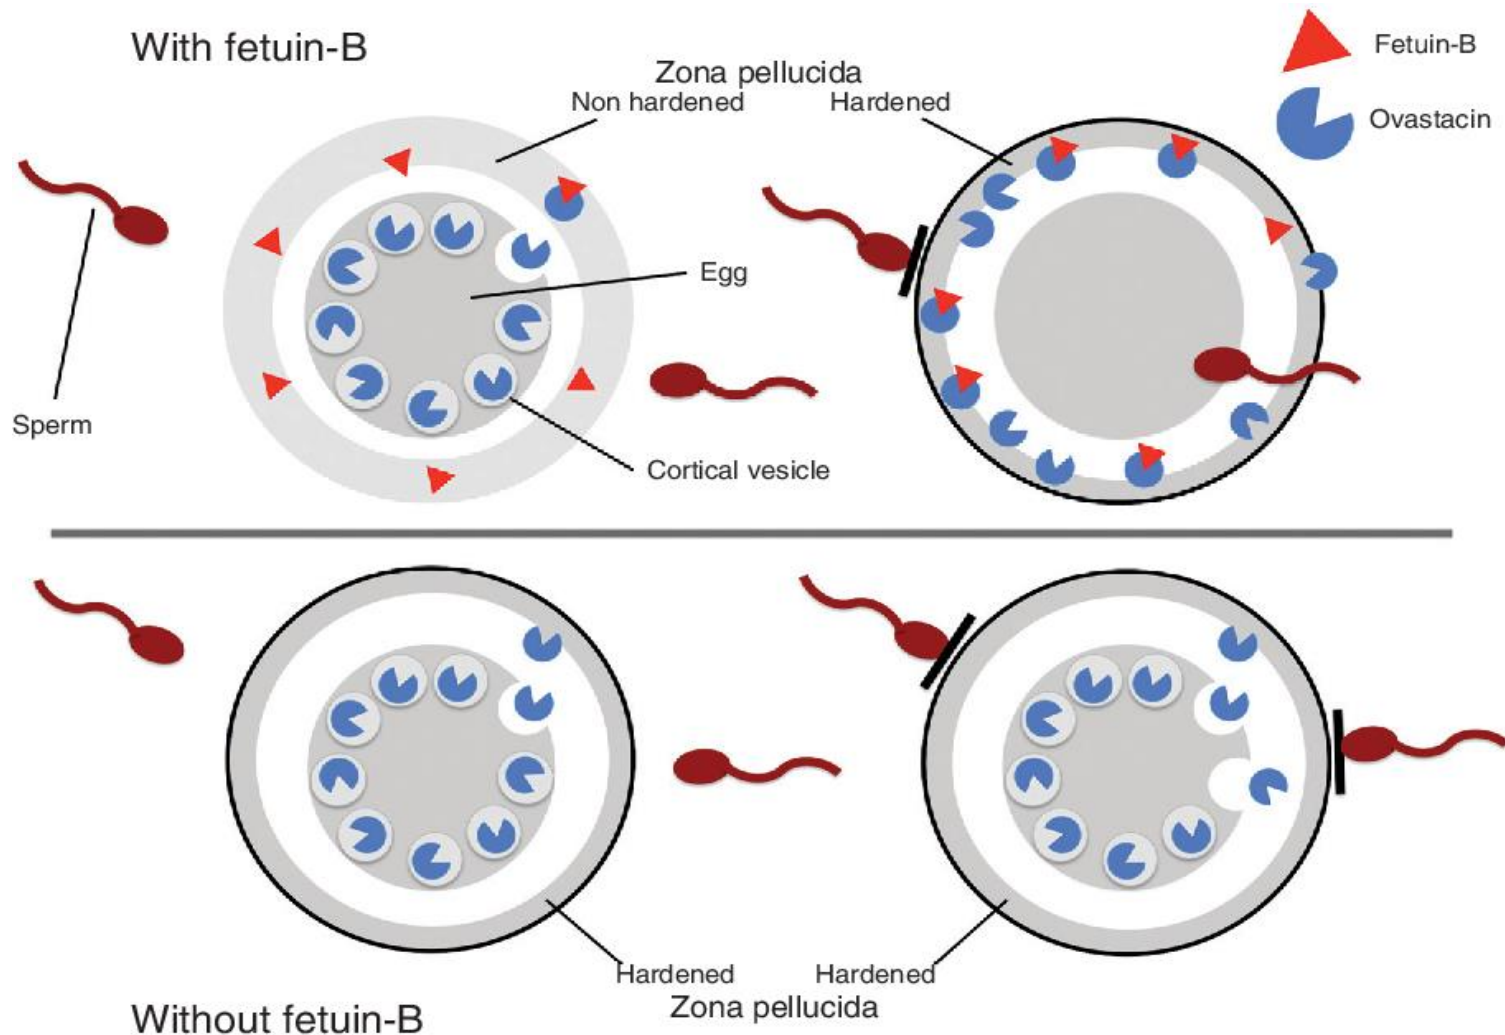 With fetuin-B
Zona pellucida
Non hardened
Hardened
Fetuin-B
Ovastacin
Egg
Sperm
Cortical vesicle
Hardened
Hardened
Zona pellucida
Without fetuin-B